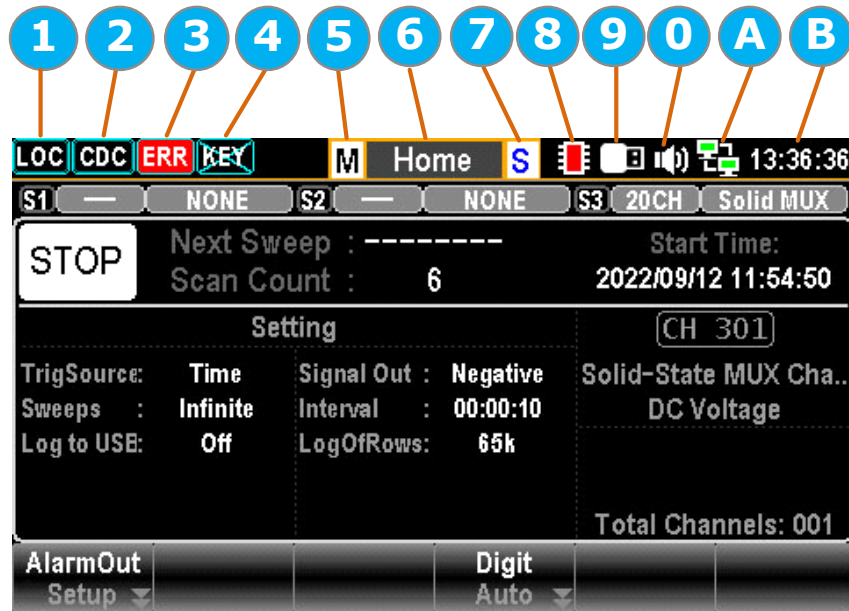 1 2 3 4 5 6 7 8 9 0 A B
LOC CDC ERR KEY M Home S 13:36:36
S1 — NONE S2 — NONE S3 20CH Solid MUX
STOP
Next Sweep : --------
Scan Count : 6
Start Time:
2022/09/12 11:54:50
Setting
TrigSource: Time Signal Out : Negative
Sweeps : Infinite Interval : 00:00:10
Log to USB: Off LogOfRows: 65k
CH 301
Solid-State MUX Cha..
DC Voltage
Total Channels: 001
AlarmOut Digit
Setup Auto